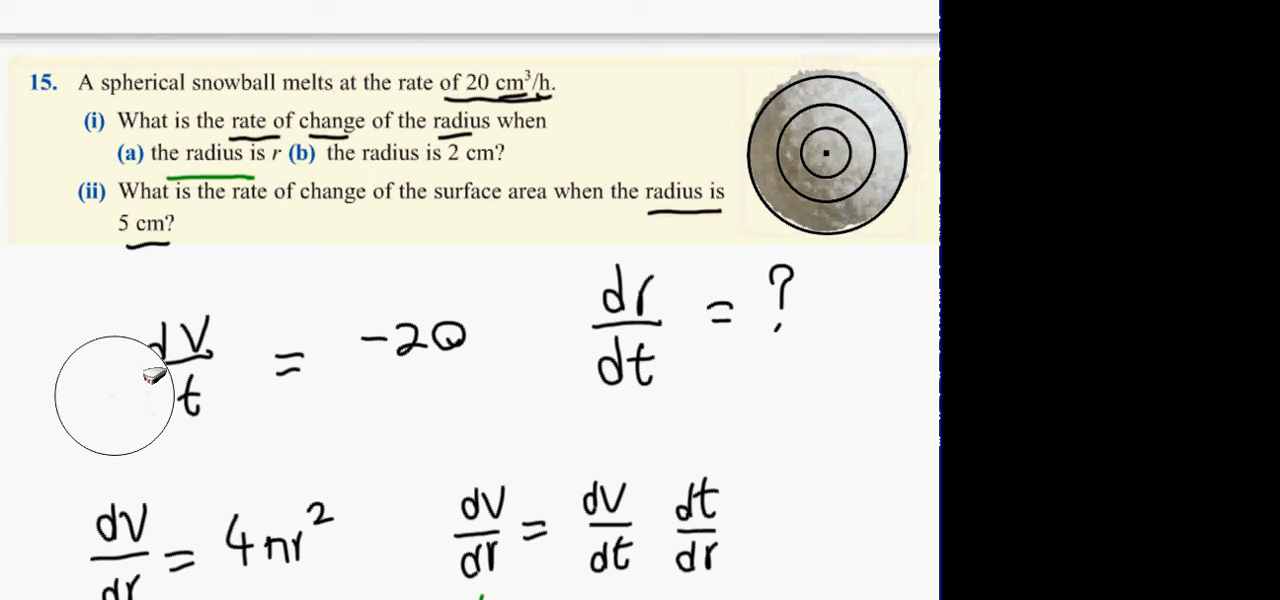 15. A spherical snowball melts at the rate of 20 cm³/h.
(i) What is the rate of change of the radius when
(a) the radius is r (b) the radius is 2 cm?
(ii) What is the rate of change of the surface area when the radius is
5 cm?
dV/t = -20
dr/dt = ?
dV/dr = 4πr²
dV/dr = dV/dt dt/dr